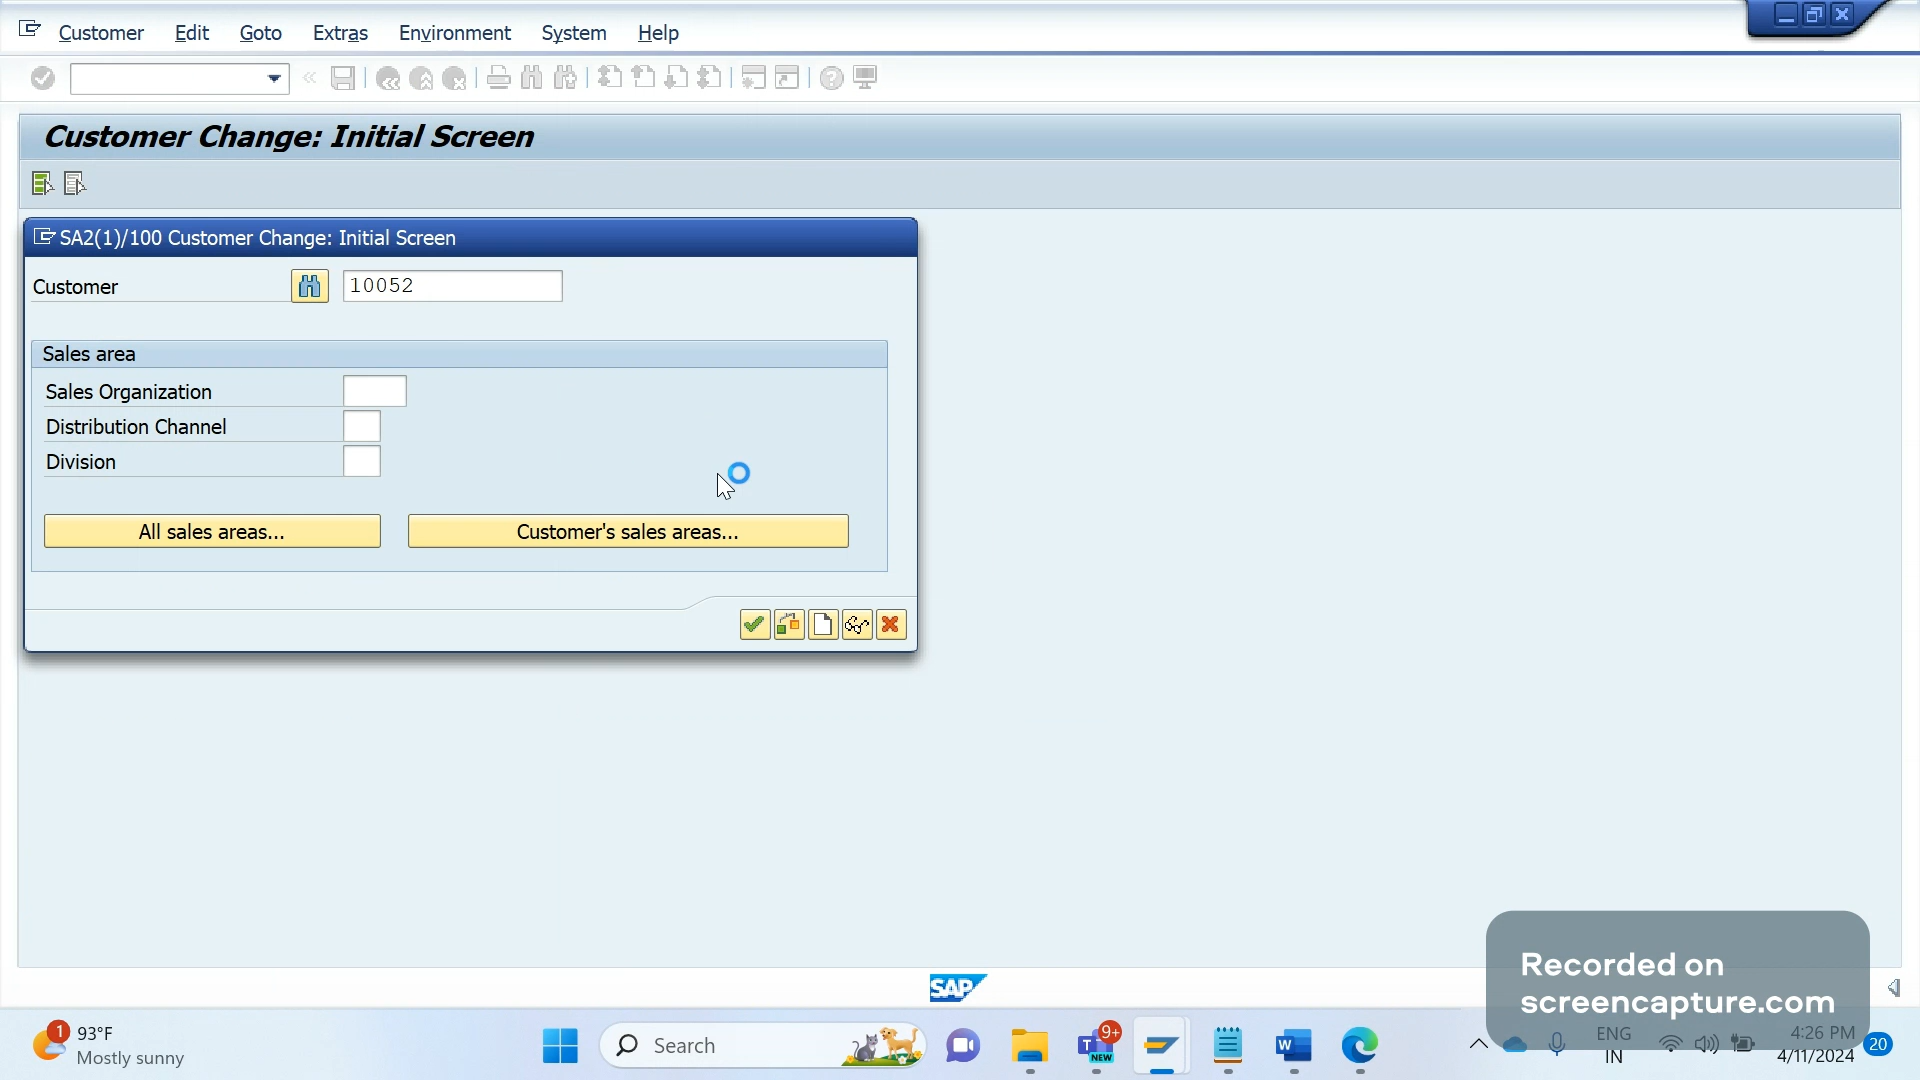 Customer Edit Goto Extras Environment System Help
Customer Change: Initial Screen
SA2(1)/100 Customer Change: Initial Screen
Customer 10052
Sales area
Sales Organization
Distribution Channel
Division
All sales areas... Customer's sales areas...
SAP
Recorded on
screencapture.com
1 93°F
Mostly sunny
Search
9+
T NEW
W
ENG
IN
4:26 PM
4/11/2024
20